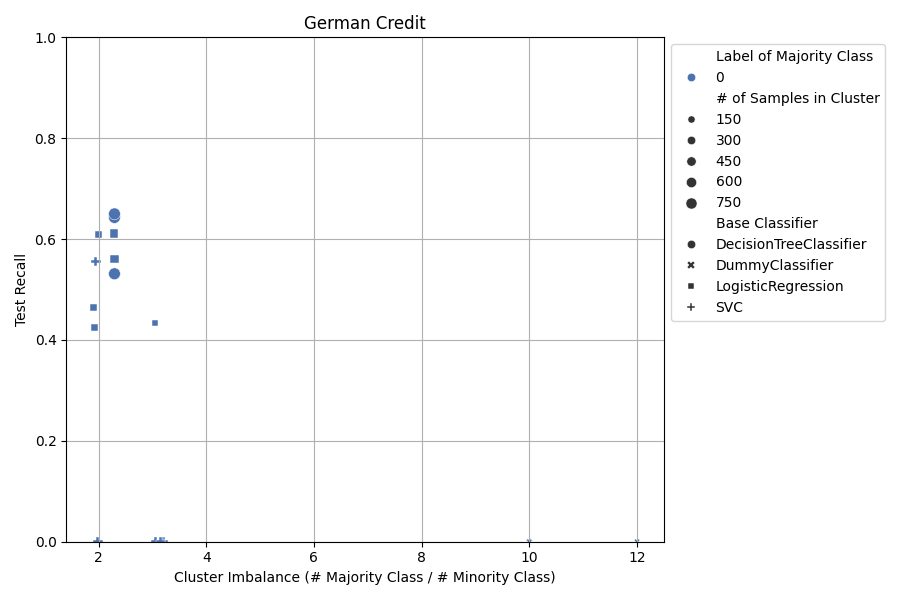 German Credit
Test Recall
1.0
0.8
0.6
0.4
0.2
0.0
2
4
6
8
10
12
Cluster Imbalance (# Majority Class / # Minority Class)
Label of Majority Class
0
# of Samples in Cluster
150
300
450
600
750
Base Classifier
DecisionTreeClassifier
DummyClassifier
LogisticRegression
SVC